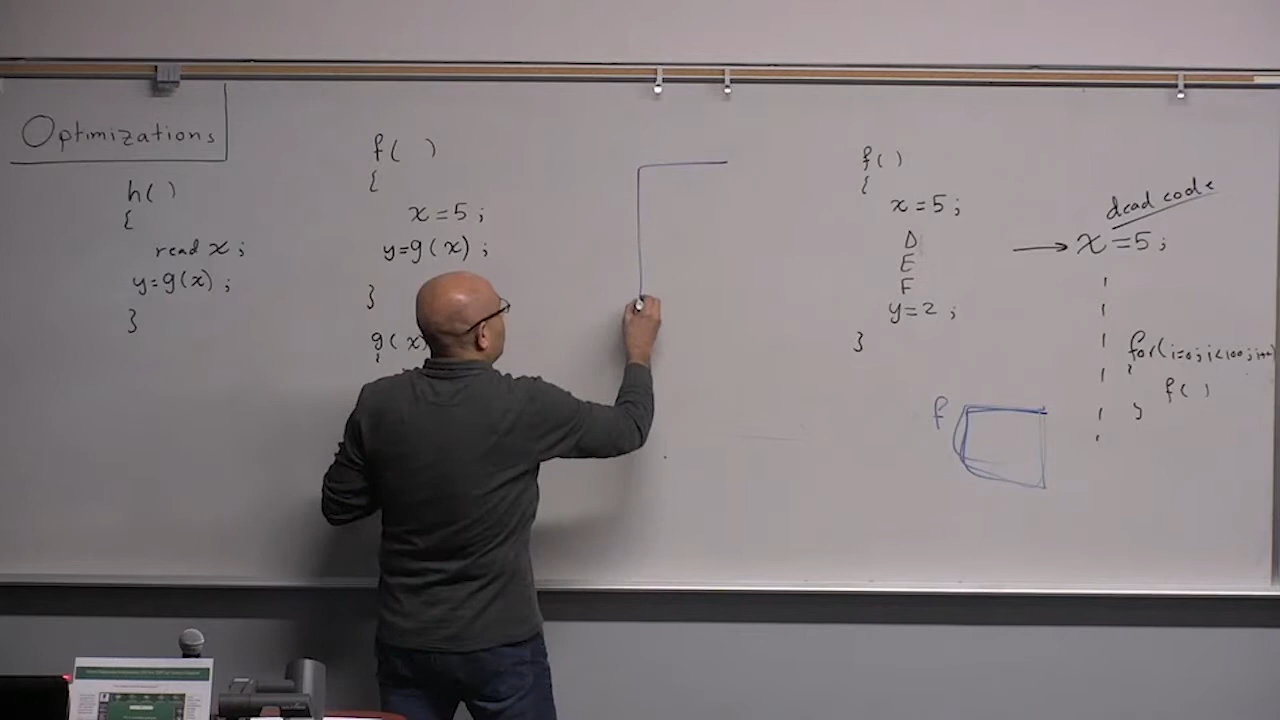 Optimizations
h( )
{
read x ;
y=g(x) ;
}
f( )
{
x=5 ;
y=g(x) ;
}
g(x)
{
f( )
{
x=5 ;
D
E
F
y=2 ;
}
f
dead code
x=5 ;
for(i=0;i<100;i++)
{
f( )
}